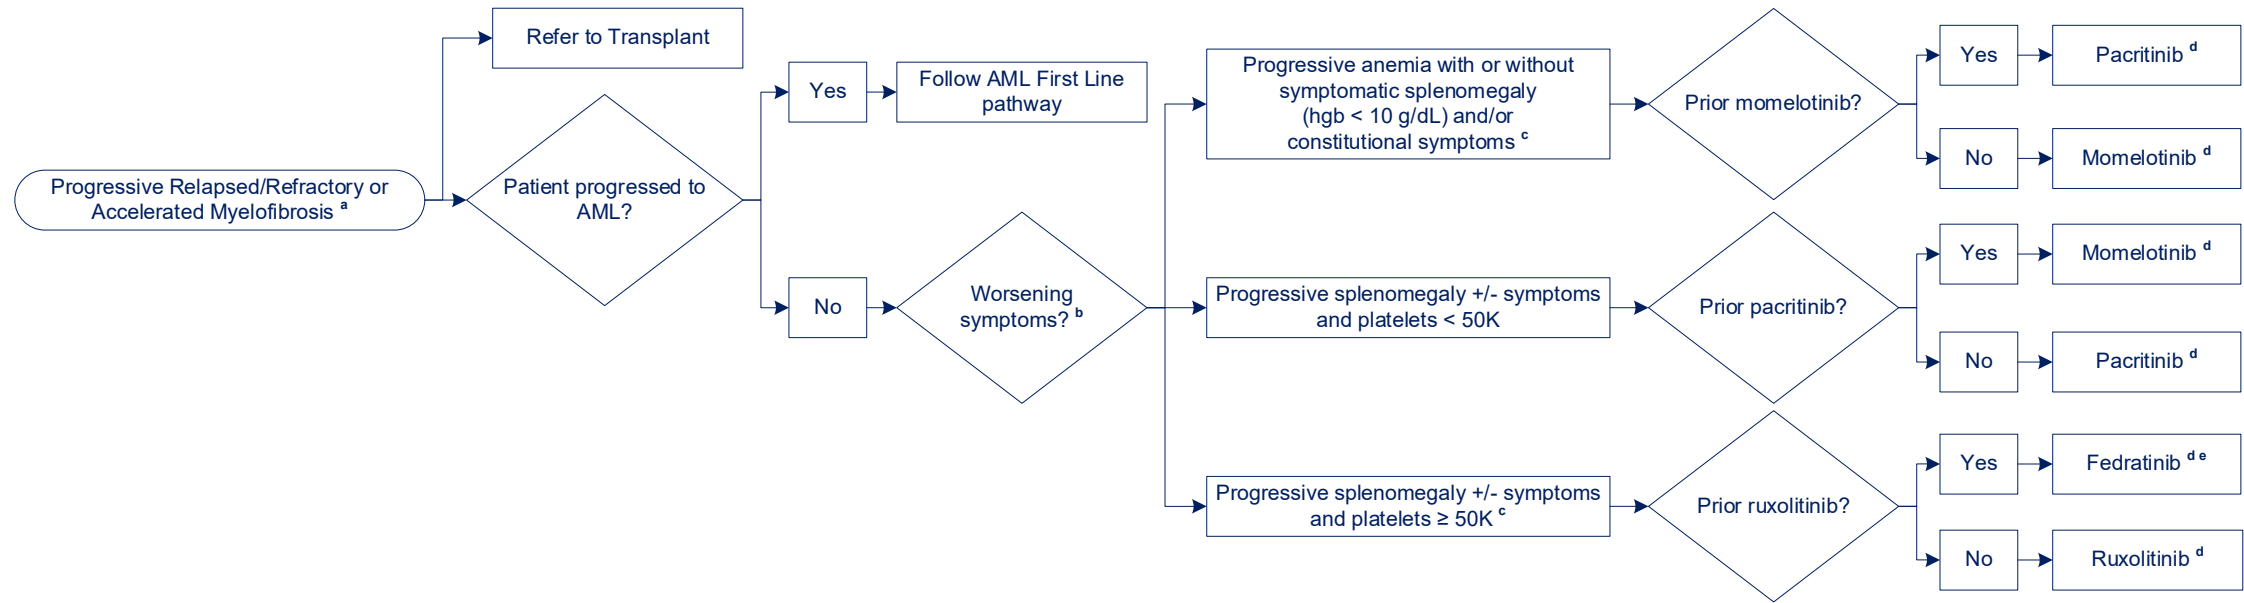 Refer to Transplant
Progressive Relapsed/Refractory or
Accelerated Myelofibrosis a
Patient progressed to
AML?
Yes
Follow AML First Line
pathway
No
Worsening
symptoms? b
Progressive anemia with or without
symptomatic splenomegaly
(hgb < 10 g/dL) and/or
constitutional symptoms c
Prior momelotinib?
Yes
Pacritinib d
No
Momelotinib d
Progressive splenomegaly +/- symptoms
and platelets < 50K
Prior pacritinib?
Yes
Momelotinib d
No
Pacritinib d
Progressive splenomegaly +/- symptoms
and platelets ≥ 50K c
Prior ruxolitinib?
Yes
Fedratinib d e
No
Ruxolitinib d